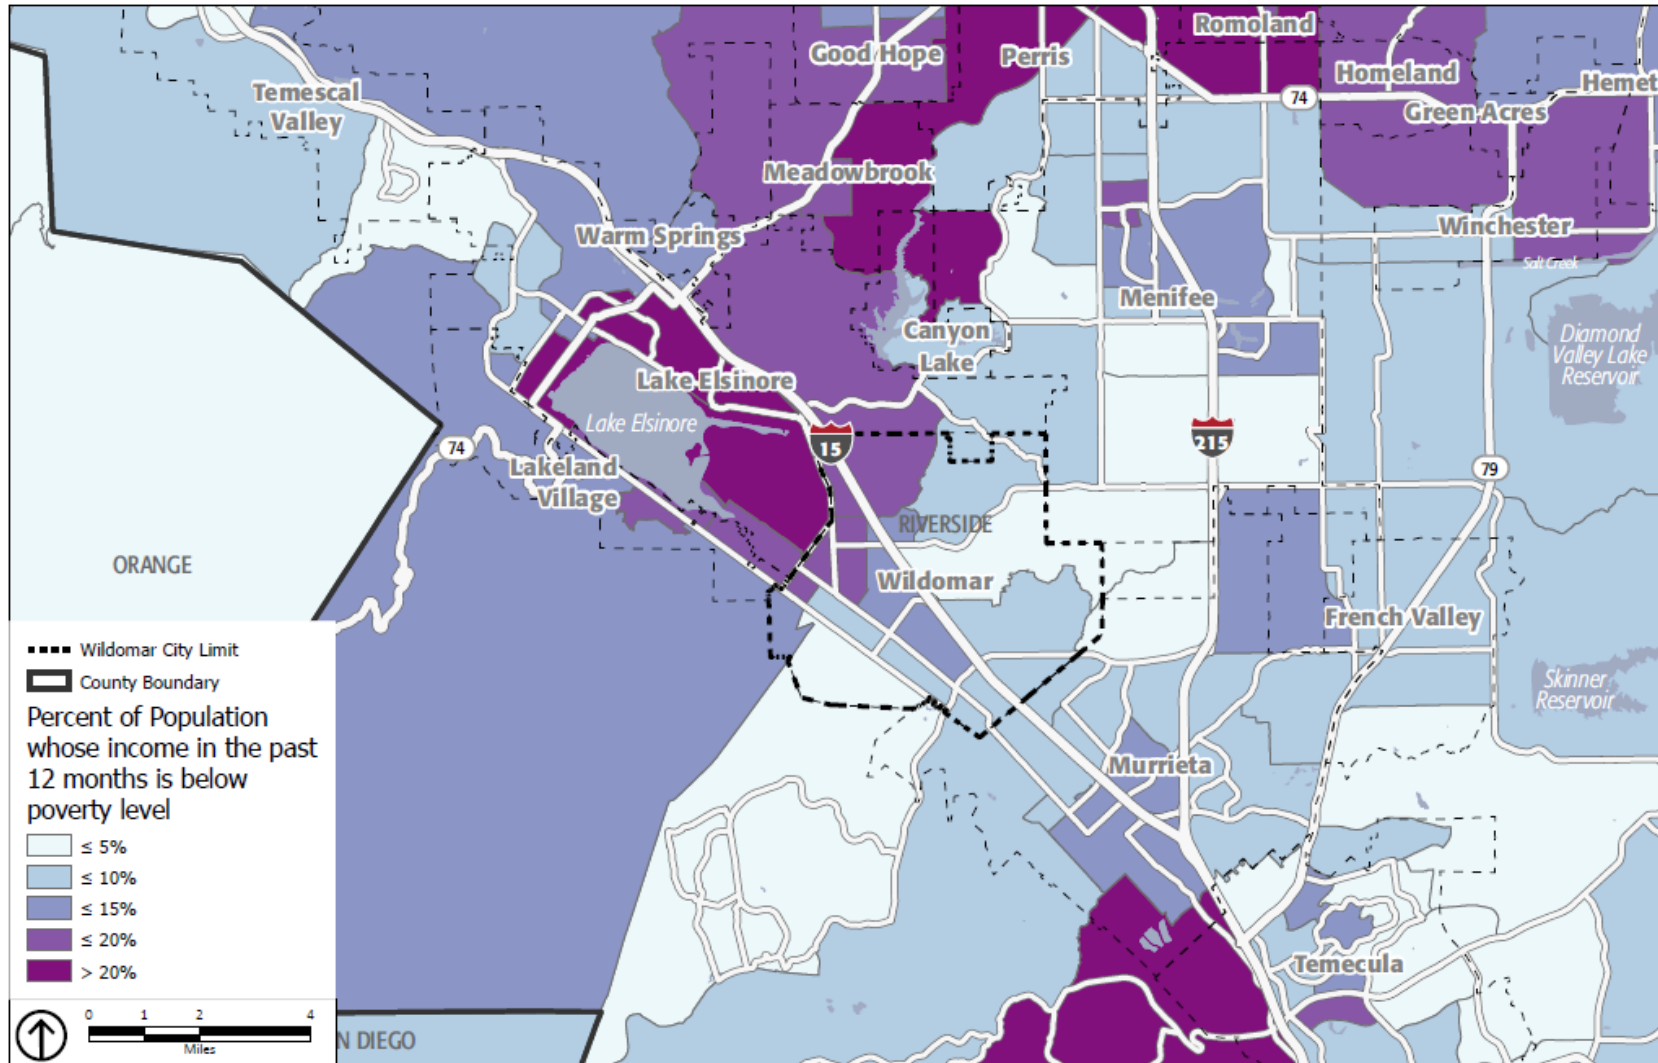 Romoland
Good Hope
Perris
Homeland
Hemet
Temescal
Valley
74
Green Acres
Meadowbrook
Winchester
Warm Springs
Salt Creek
Menifee
Canyon
Lake
Diamond
Valley Lake
Reservoir
Lake Elsinore
Lake Elsinore
15
215
74
79
Lakeland
Village
RIVERSIDE
ORANGE
Wildomar
French Valley
Skinner
Reservoir
Murrieta
Temecula
N DIEGO
Wildomar City Limit
County Boundary
Percent of Population
whose income in the past
12 months is below
poverty level
≤ 5%
≤ 10%
≤ 15%
≤ 20%
> 20%
0 1 2 4
Miles